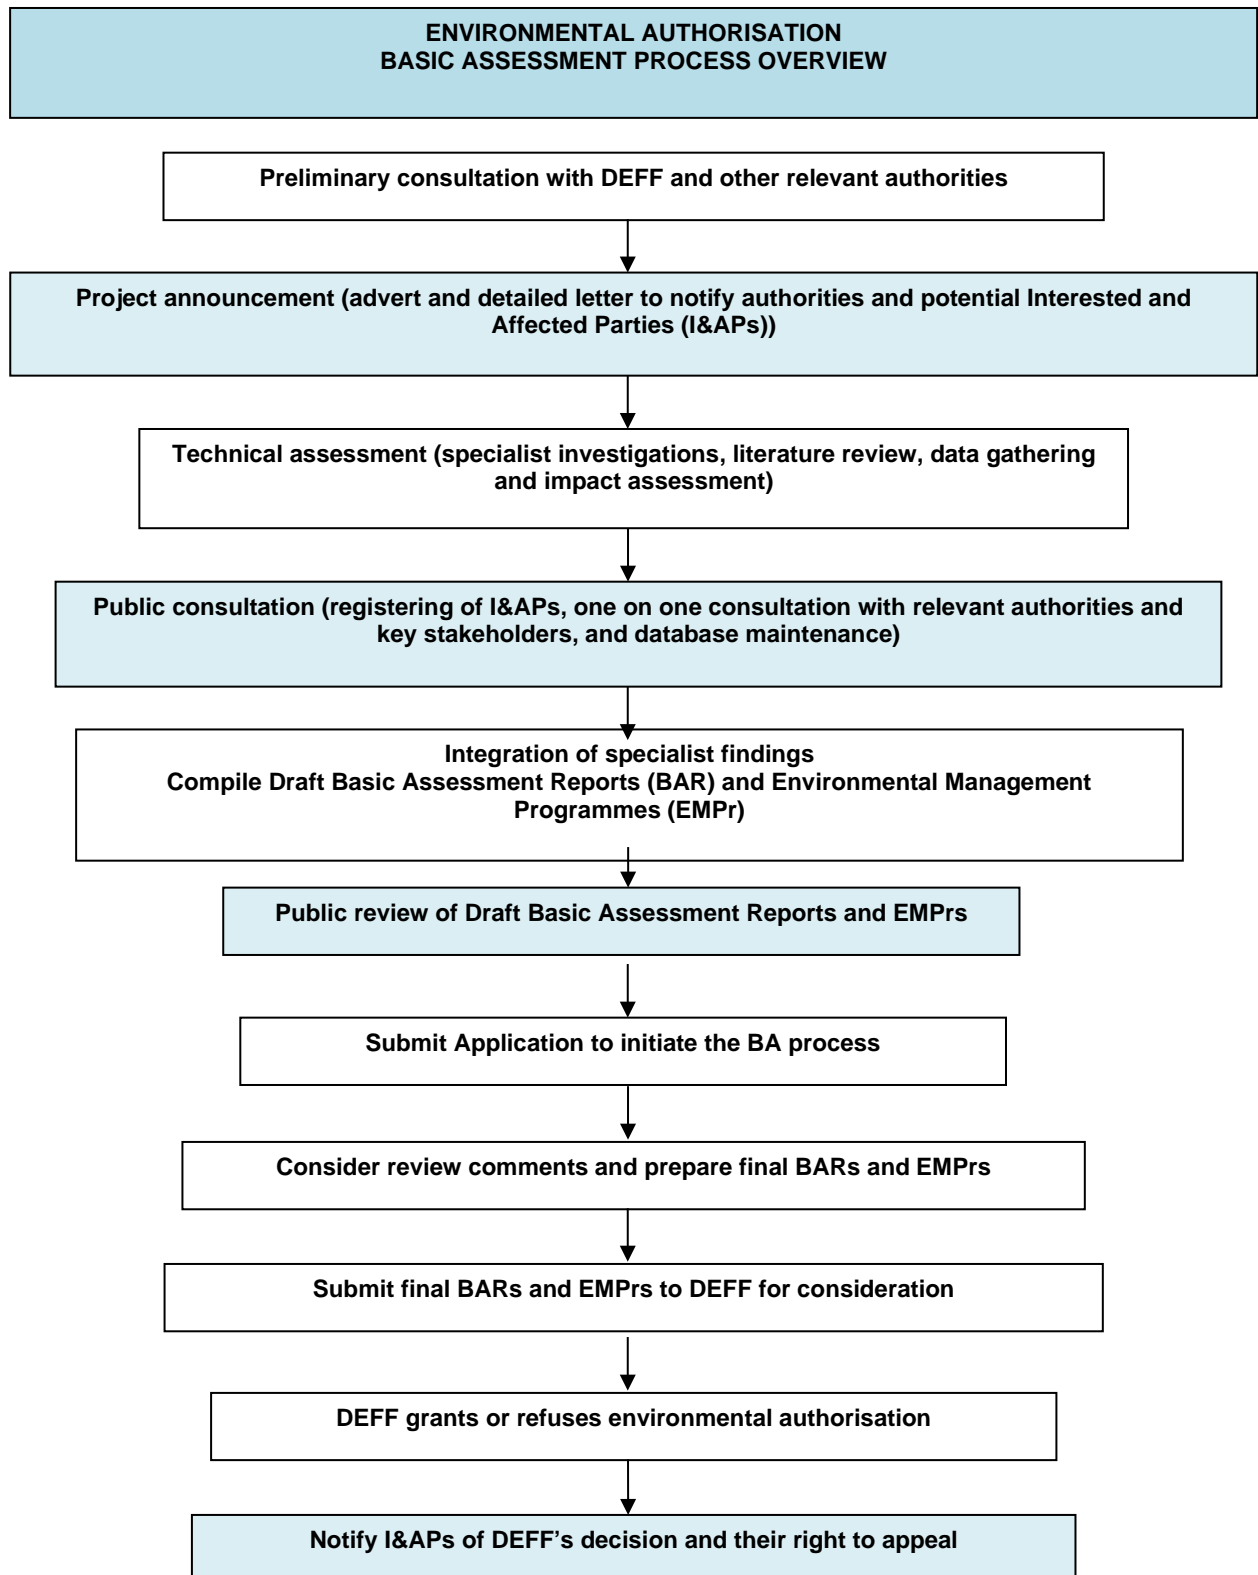 ENVIRONMENTAL AUTHORISATION
BASIC ASSESSMENT PROCESS OVERVIEW
Preliminary consultation with DEFF and other relevant authorities
Project announcement (advert and detailed letter to notify authorities and potential Interested and
Affected Parties (I&APs))
Technical assessment (specialist investigations, literature review, data gathering
and impact assessment)
Public consultation (registering of I&APs, one on one consultation with relevant authorities and
key stakeholders, and database maintenance)
Integration of specialist findings
Compile Draft Basic Assessment Reports (BAR) and Environmental Management
Programmes (EMPr)
Public review of Draft Basic Assessment Reports and EMPrs
Submit Application to initiate the BA process
Consider review comments and prepare final BARs and EMPrs
Submit final BARs and EMPrs to DEFF for consideration
DEFF grants or refuses environmental authorisation
Notify I&APs of DEFF’s decision and their right to appeal